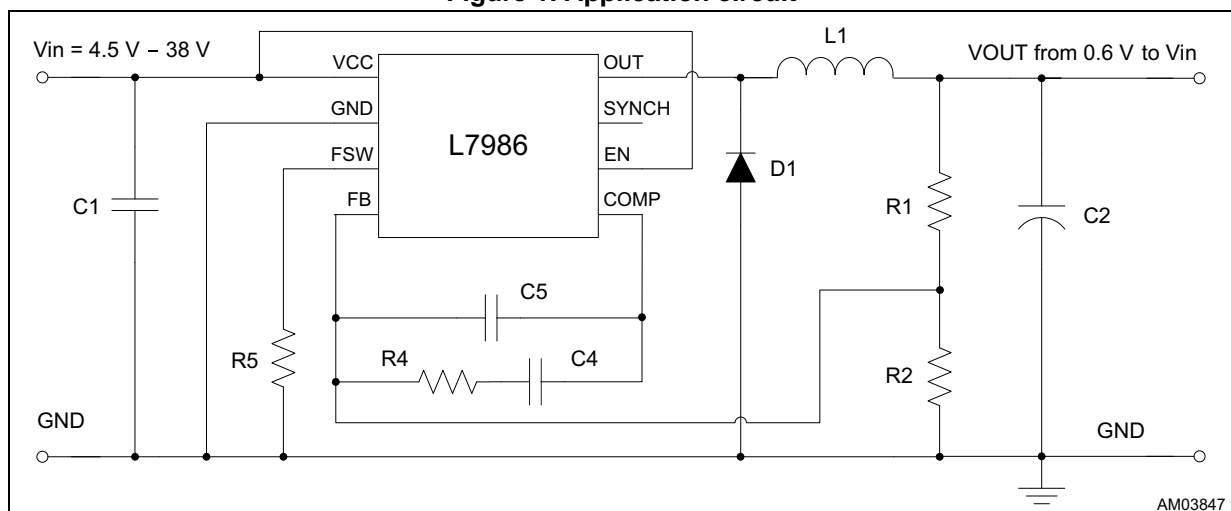 Figure 1. Application circuit
Vin = 4.5 V – 38 V
VCC
OUT
L1
VOUT from 0.6 V to Vin
GND
SYNCH
L7986
FSW
EN
D1
FB
COMP
C1
R1
C2
C5
R5
R4
C4
R2
GND
GND
AM03847